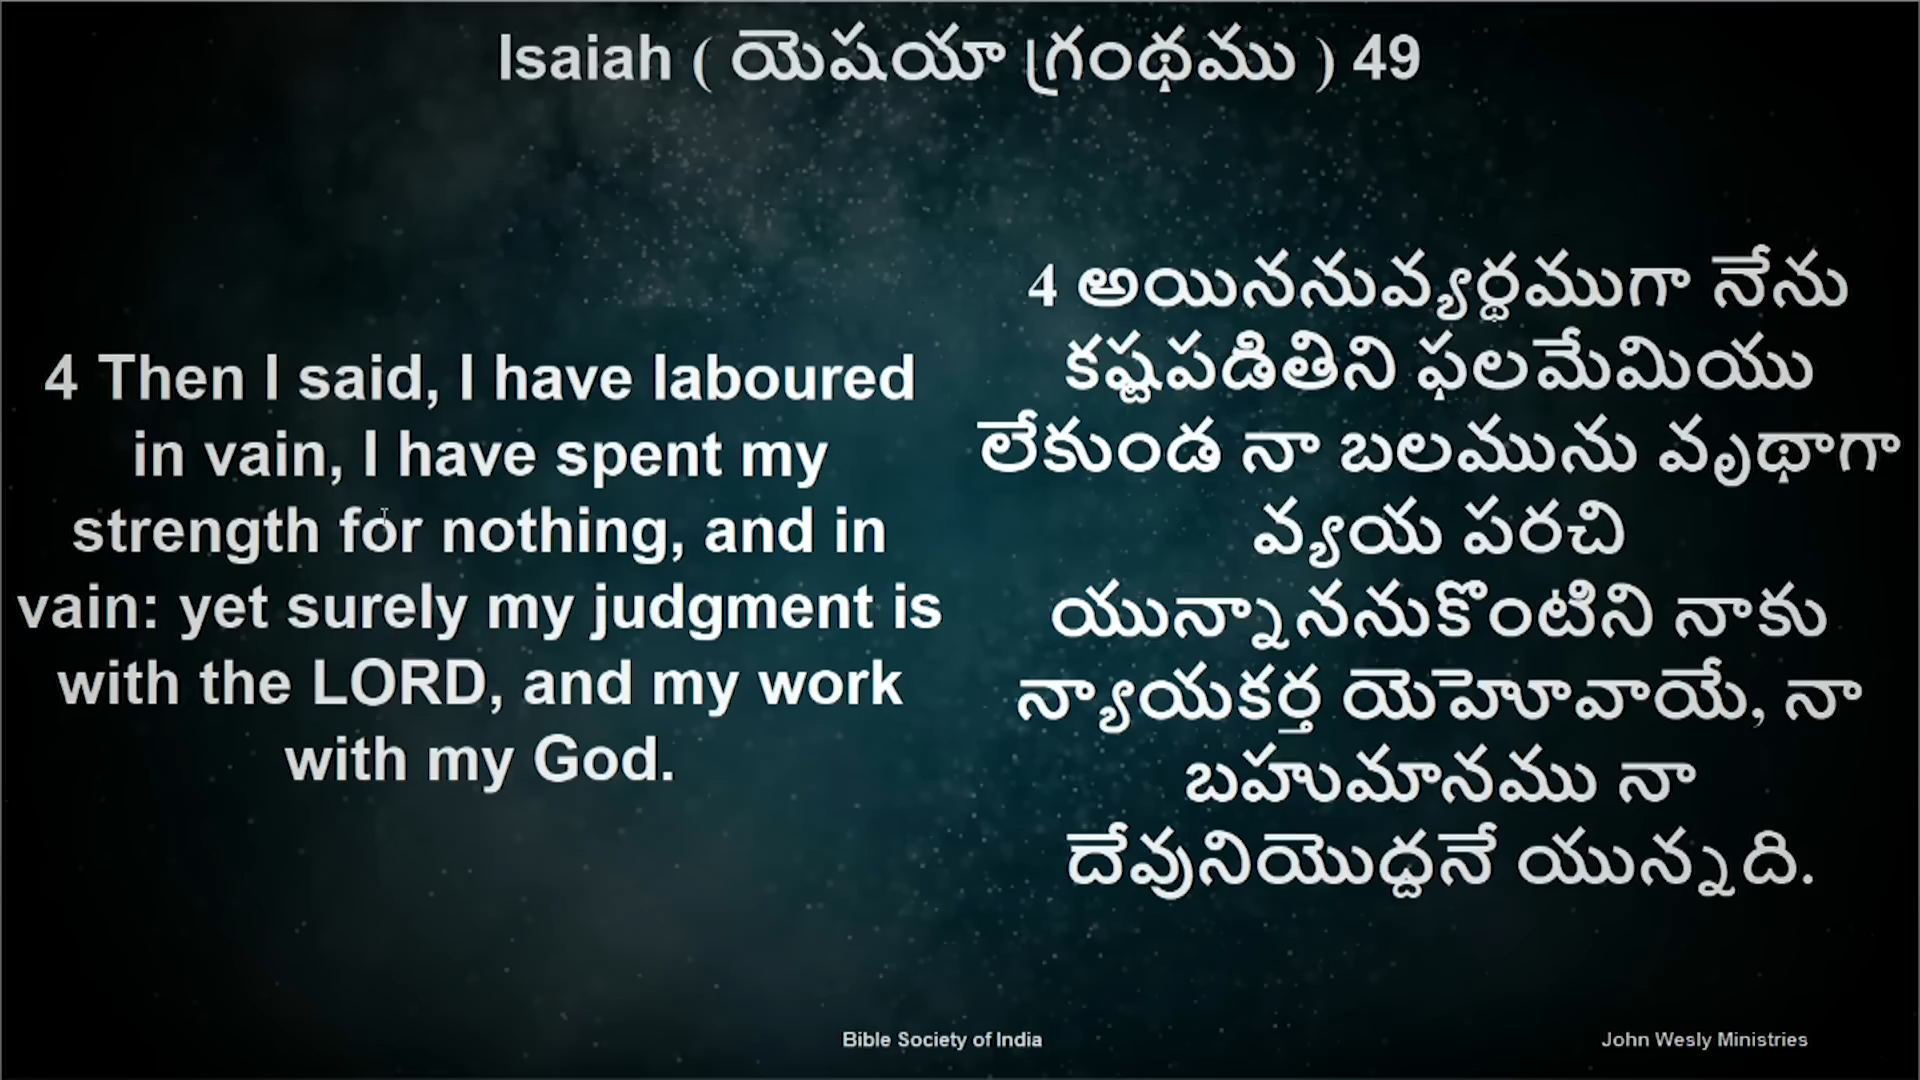 Isaiah ( యెషయా గ్రంథము ) 49
4 Then I said, I have laboured
in vain, I have spent my
strength for nothing, and in
vain: yet surely my judgment is
with the LORD, and my work
with my God.
4 అయిననువ్యర్థముగా నేను
కష్టపడితిని ఫలమేమియు
లేకుండ నా బలమును వృథాగా
వ్యయ పరచి
యున్నాననుకొంటిని నాకు
న్యాయకర్త యెహోవాయే, నా
బహుమానము నా
దేవునియొద్దనే యున్నది.
Bible Society of India
John Wesly Ministries